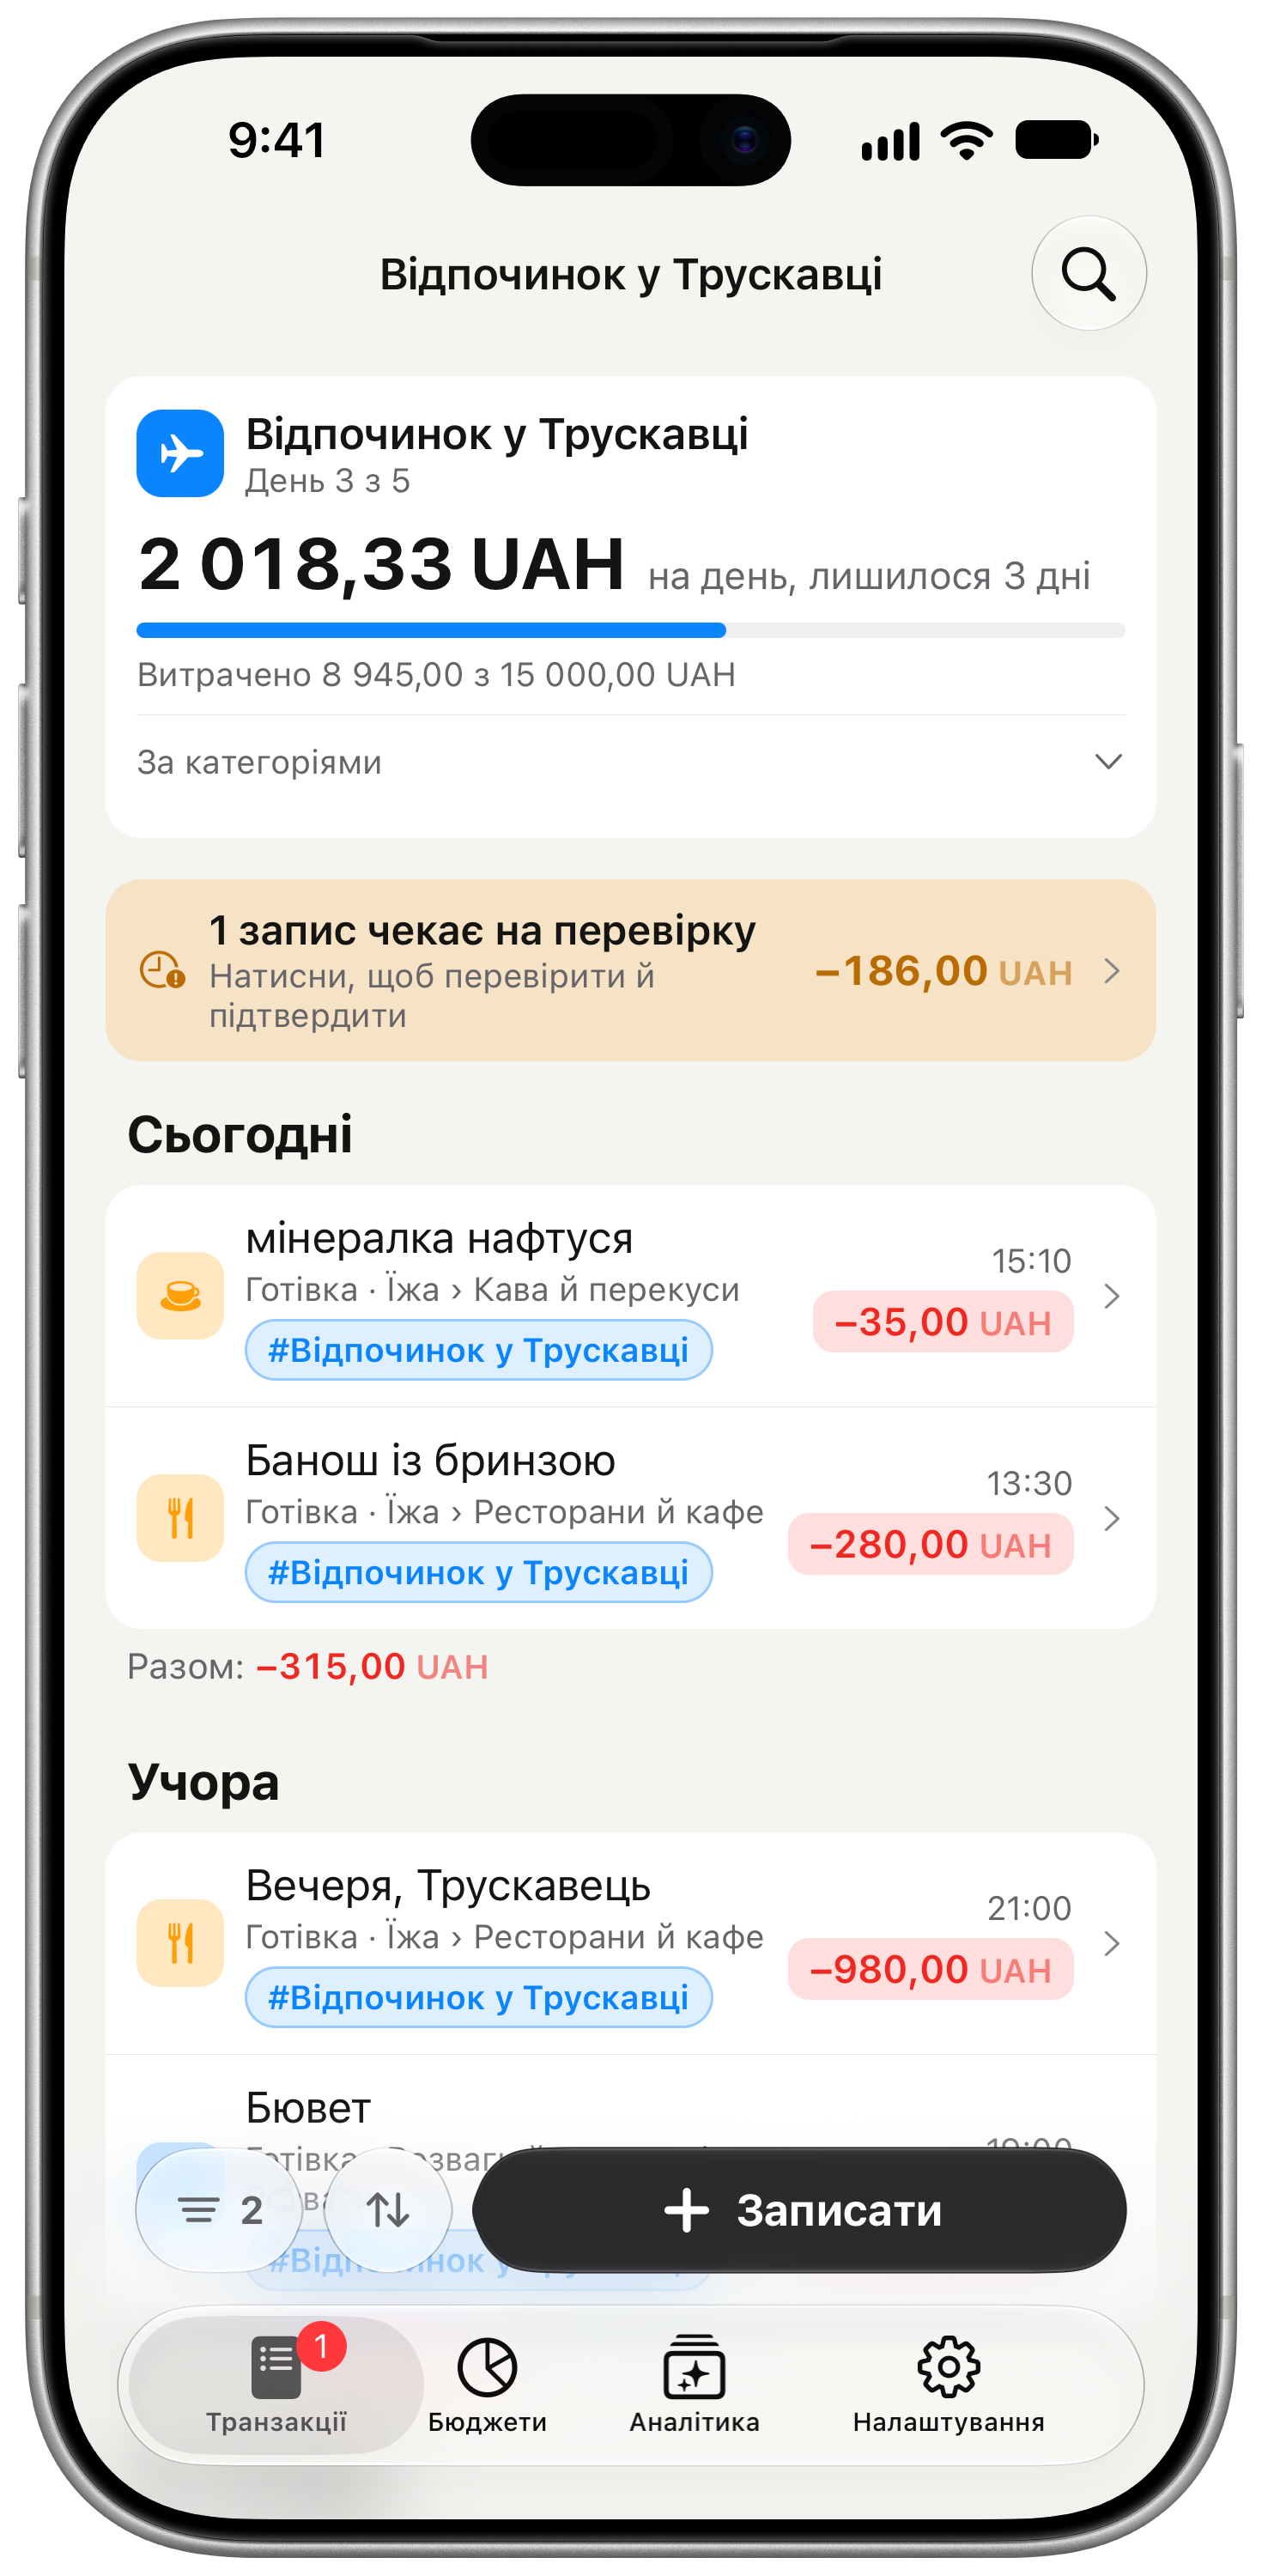 9:41
Відпочинок у Трускавці
Відпочинок у Трускавці
День 3 з 5
2 018,33 UAH на день, лишилося 3 дні
Витрачено 8 945,00 з 15 000,00 UAH
За категоріями
1 запис чекає на перевірку
Натисни, щоб перевірити й
підтвердити
−186,00 UAH
Сьогодні
мінералка нафтуся
15:10
Готівка · Їжа › Кава й перекуси
−35,00 UAH
#Відпочинок у Трускавці
Банош із бринзою
13:30
Готівка · Їжа › Ресторани й кафе
−280,00 UAH
#Відпочинок у Трускавці
Разом: −315,00 UAH
Учора
Вечеря, Трускавець
21:00
Готівка · Їжа › Ресторани й кафе
−980,00 UAH
#Відпочинок у Трускавці
Бювет
2
Записати
1
Транзакції
Бюджети
Аналітика
Налаштування